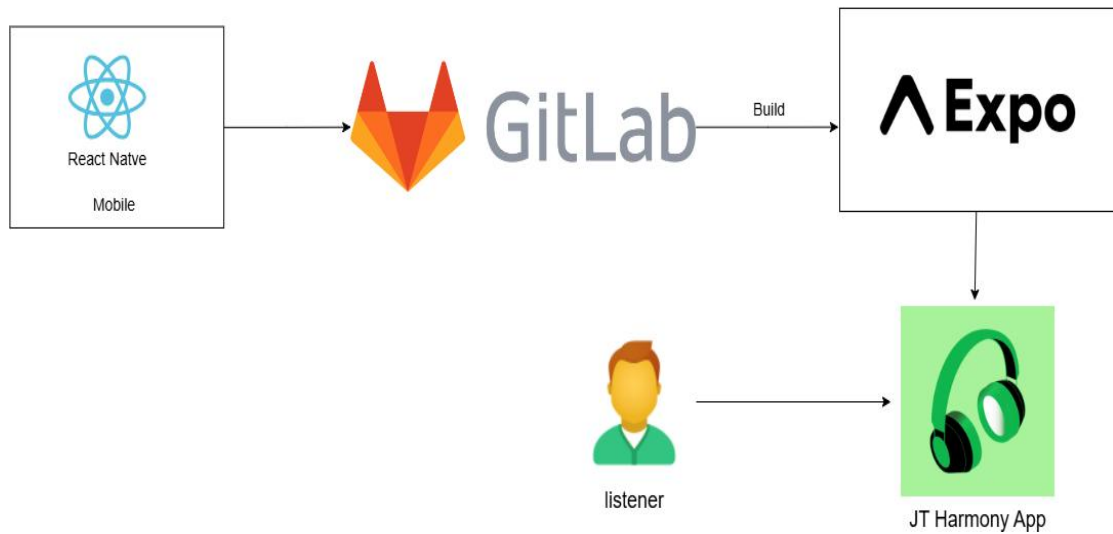 React Natve
Mobile
GitLab
Build
Expo
listener
JT Harmony App